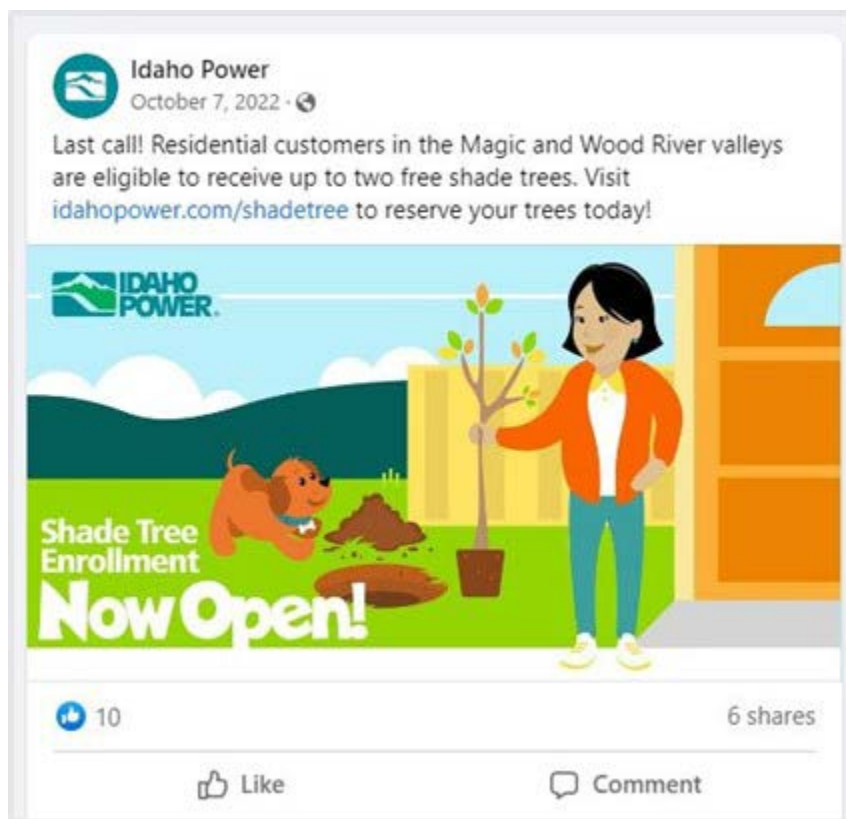 Idaho Power
October 7, 2022 ·
Last call! Residential customers in the Magic and Wood River valleys
are eligible to receive up to two free shade trees. Visit
idahopower.com/shadetree to reserve your trees today!
IDAHO
POWER.
Shade Tree
Enrollment
Now Open!
10
6 shares
Like
Comment